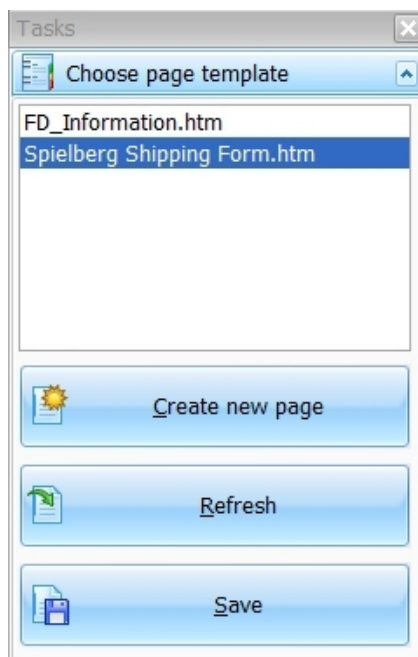 Tasks
Choose page template
FD_Information.htm
Spielberg Shipping Form.htm
Create new page
Refresh
Save